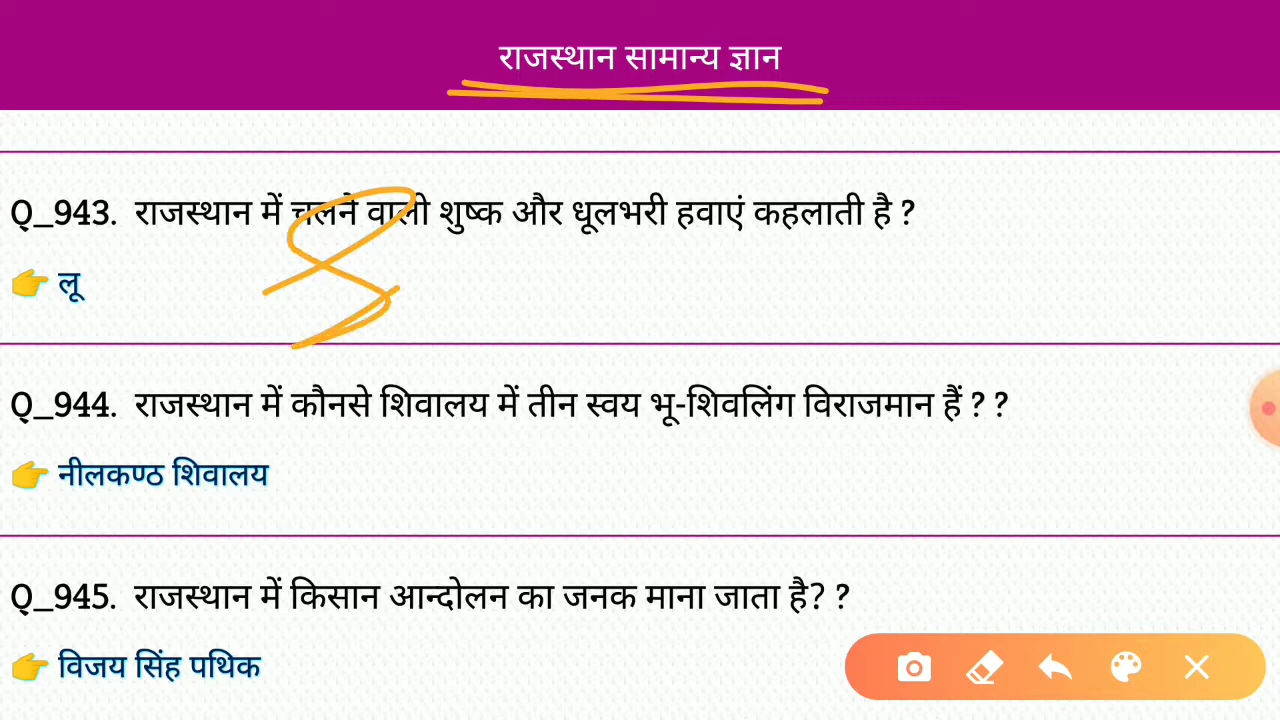 राजस्थान सामान्य ज्ञान
Q_943. राजस्थान में चलने वाली शुष्क और धूलभरी हवाएं कहलाती है ?
👉 लू
Q_944. राजस्थान में कौनसे शिवालय में तीन स्वय भू-शिवलिंग विराजमान हैं ? ?
👉 नीलकण्ठ शिवालय
Q_945. राजस्थान में किसान आन्दोलन का जनक माना जाता है? ?
👉 विजय सिंह पथिक